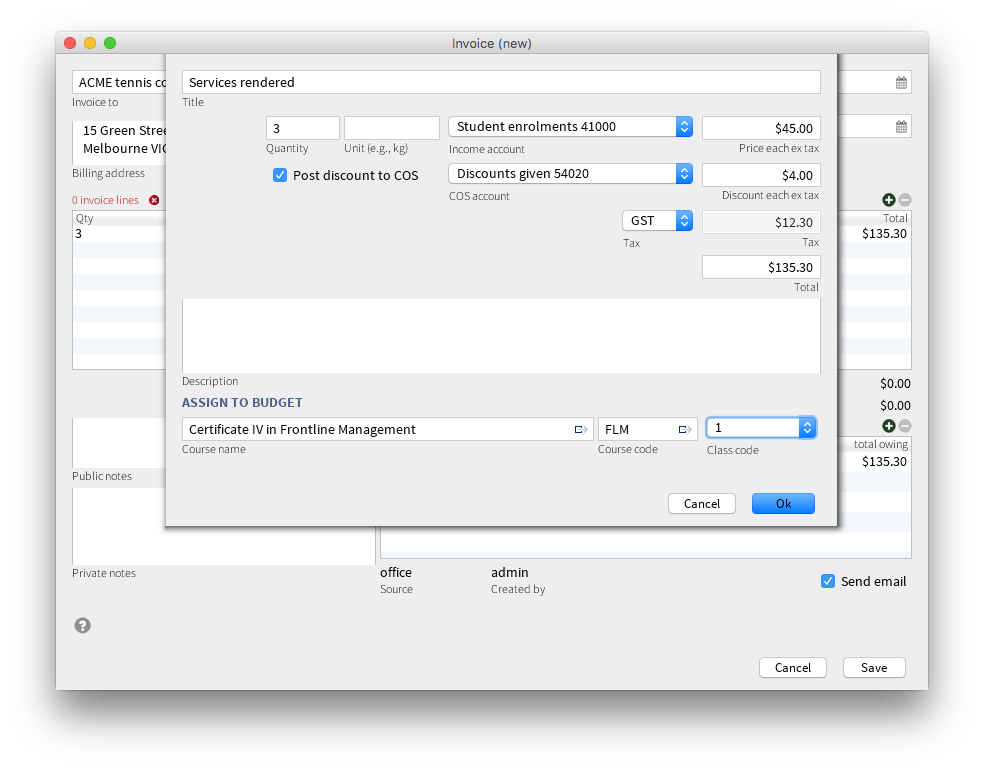 Invoice (new)
ACME tennis co
Invoice to
15 Green Stree
Melbourne VIC
Billing address
0 invoice lines
Qty
Total
3
$135.30
Services rendered
Title
3
Quantity
Unit (e.g., kg)
Student enrolments 41000
Income account
$45.00
Price each ex tax
Post discount to COS
Discounts given 54020
COS account
$4.00
Discount each ex tax
GST
Tax
$12.30
Tax
$135.30
Total
Description
ASSIGN TO BUDGET
Certificate IV in Frontline Management
Course name
FLM
Course code
1
Class code
Cancel
Ok
$0.00
$0.00
total owing
$135.30
Public notes
Private notes
office
Source
admin
Created by
Send email
?
Cancel
Save